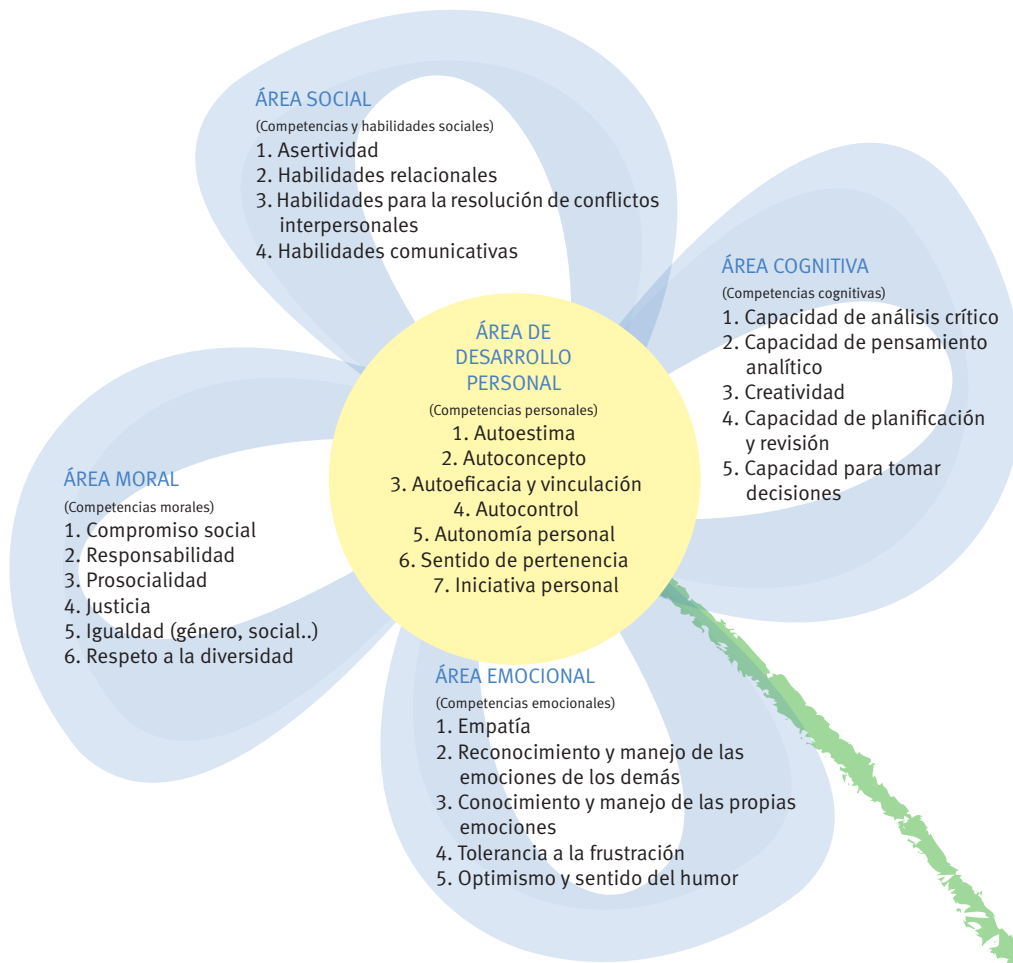 ÁREA SOCIAL
(Competencias y habilidades sociales)
1. Asertividad
2. Habilidades relacionales
3. Habilidades para la resolución de conflictos
interpersonales
4. Habilidades comunicativas
ÁREA COGNITIVA
(Competencias cognitivas)
1. Capacidad de análisis crítico
2. Capacidad de pensamiento
analítico
3. Creatividad
4. Capacidad de planificación
y revisión
5. Capacidad para tomar
decisiones
ÁREA DE
DESARROLLO
PERSONAL
(Competencias personales)
1. Autoestima
2. Autoconcepto
3. Autoeficacia y vinculación
4. Autocontrol
5. Autonomía personal
6. Sentido de pertenencia
7. Iniciativa personal
ÁREA MORAL
(Competencias morales)
1. Compromiso social
2. Responsabilidad
3. Prosocialidad
4. Justicia
5. Igualdad (género, social..)
6. Respeto a la diversidad
ÁREA EMOCIONAL
(Competencias emocionales)
1. Empatía
2. Reconocimiento y manejo de las
emociones de los demás
3. Conocimiento y manejo de las propias
emociones
4. Tolerancia a la frustración
5. Optimismo y sentido del humor